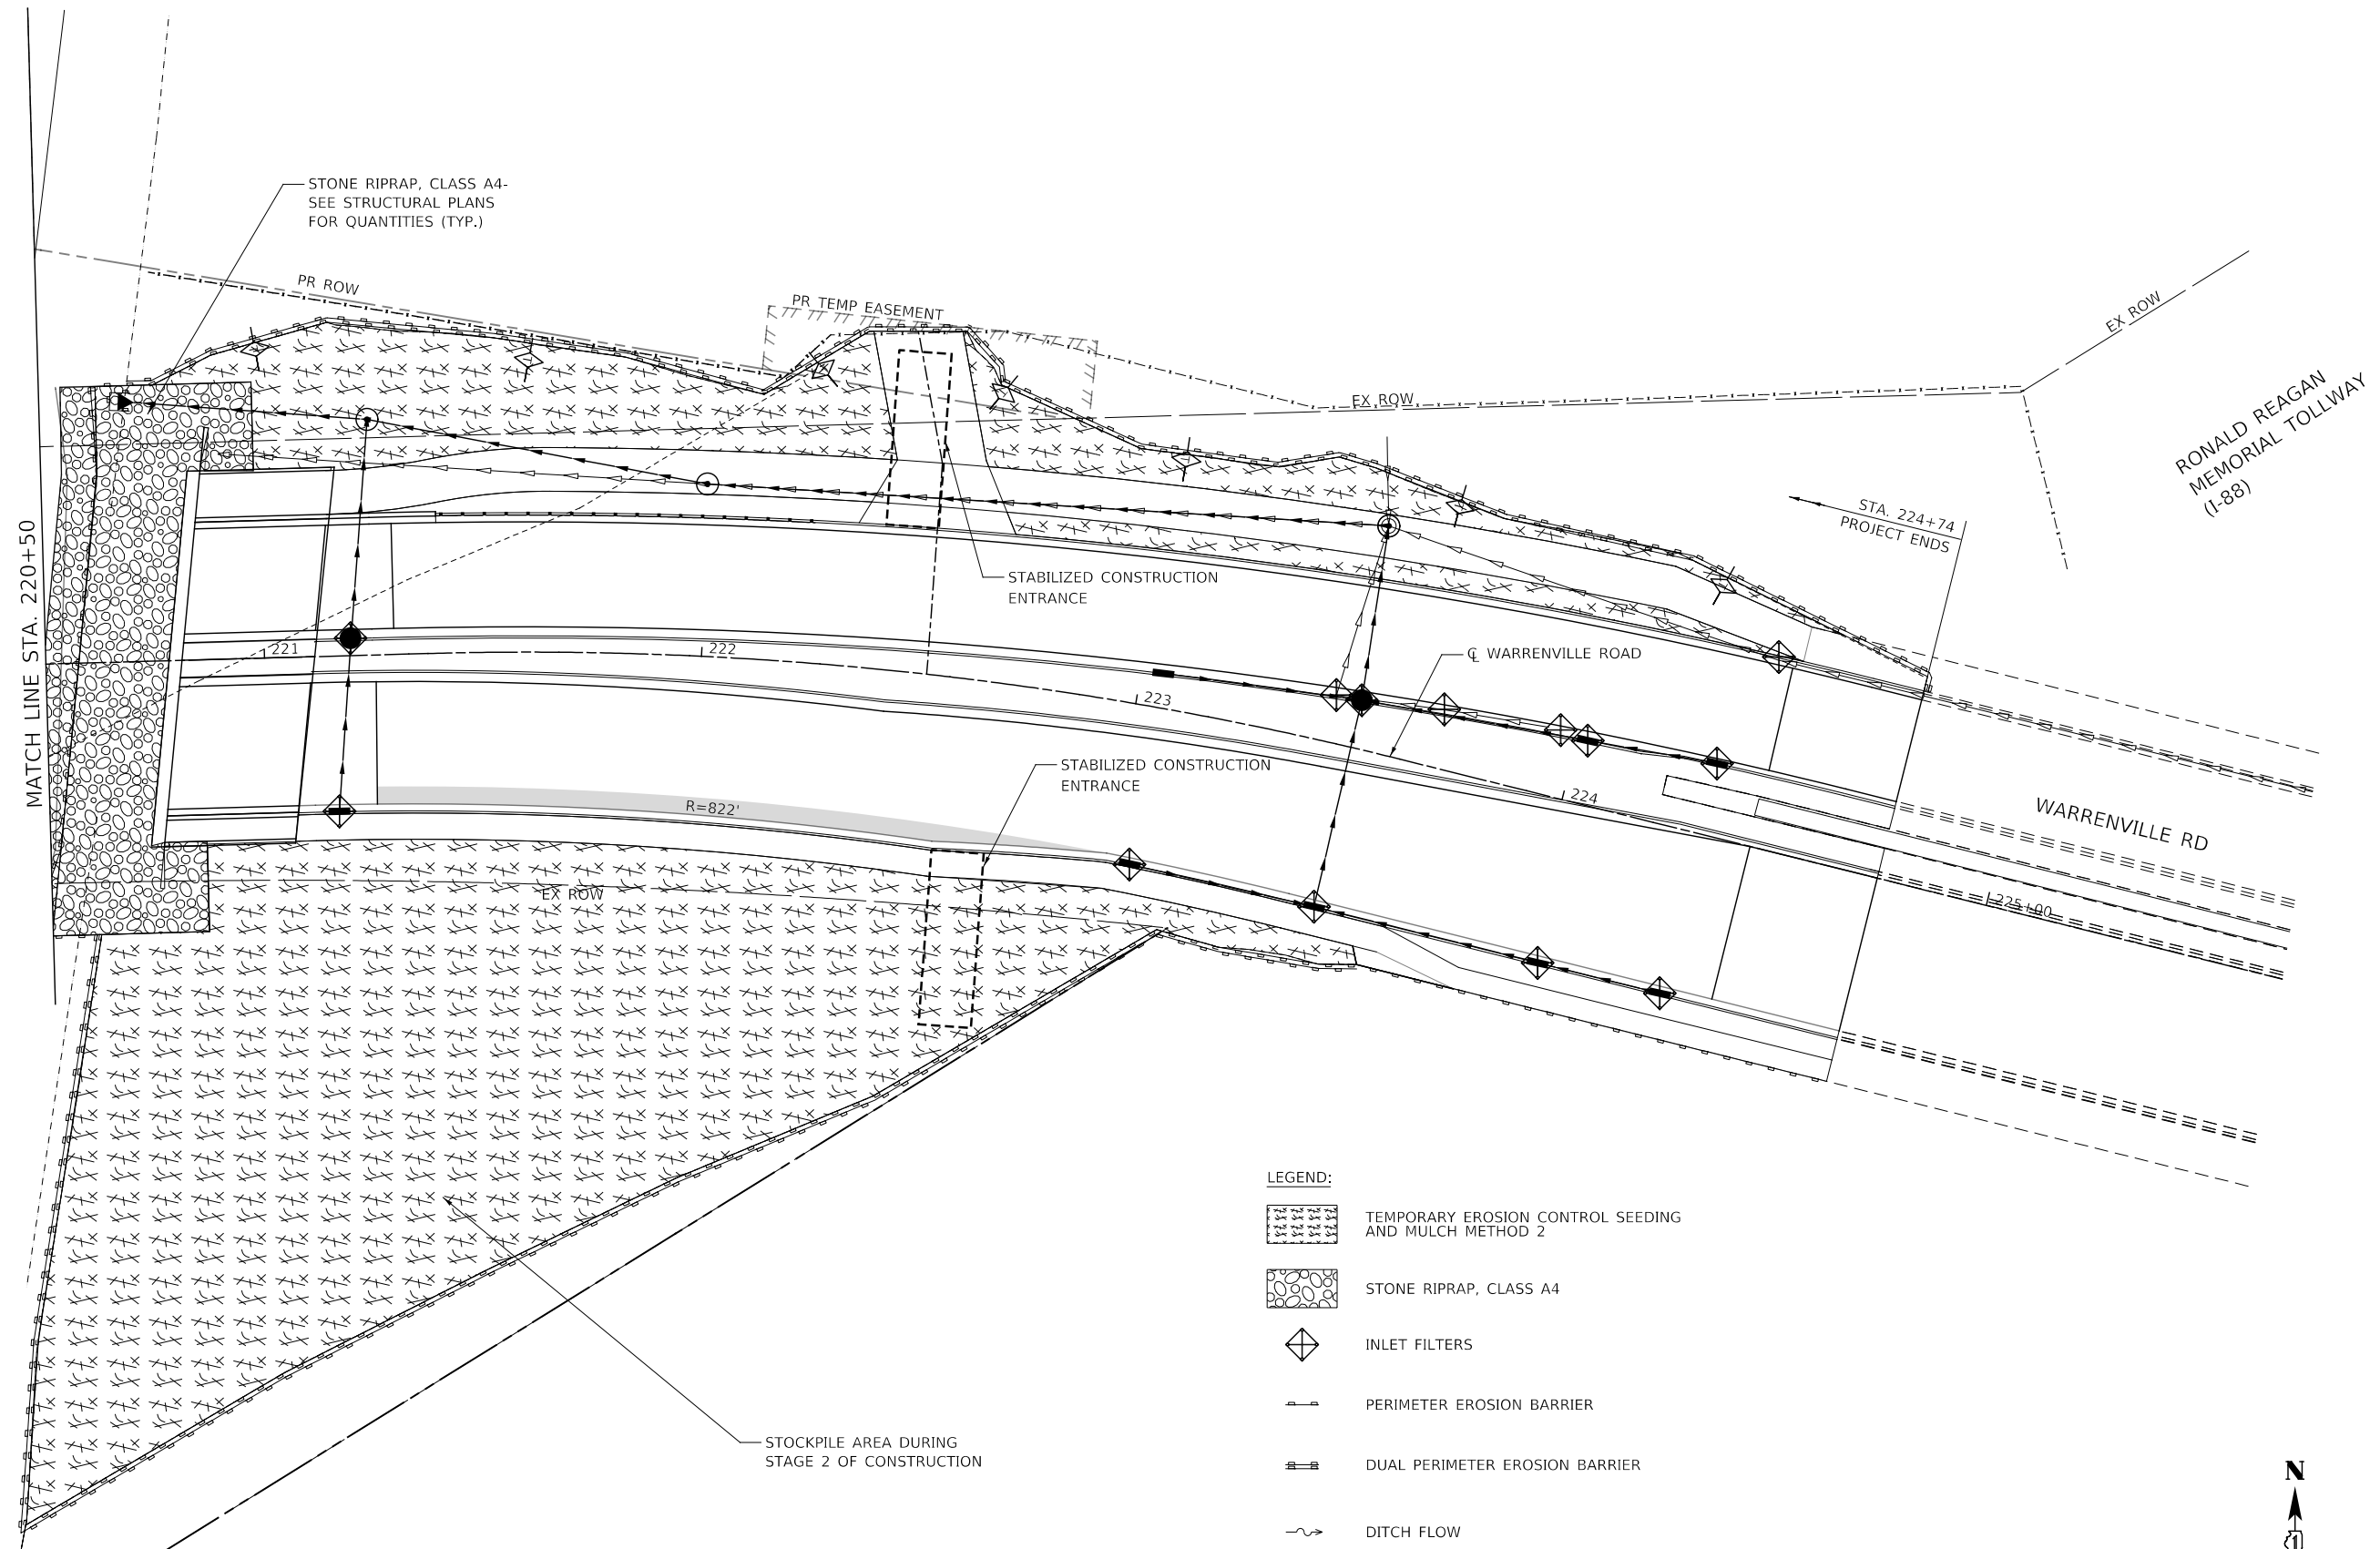 STONE RIPRAP, CLASS A4-
SEE STRUCTURAL PLANS
FOR QUANTITIES (TYP.)
PR ROW
PR TEMP EASEMENT
EX ROW
EX ROW
RONALD REAGAN
MEMORIAL TOLLWAY
(I-88)
STA. 224+74
PROJECT ENDS
MATCH LINE STA. 220+50
STABILIZED CONSTRUCTION
ENTRANCE
221
222
223
224
225+00
℄ WARRENVILLE ROAD
STABILIZED CONSTRUCTION
ENTRANCE
R=822'
WARRENVILLE RD
EX ROW
STOCKPILE AREA DURING
STAGE 2 OF CONSTRUCTION
LEGEND:
TEMPORARY EROSION CONTROL SEEDING
AND MULCH METHOD 2
STONE RIPRAP, CLASS A4
INLET FILTERS
PERIMETER EROSION BARRIER
DUAL PERIMETER EROSION BARRIER
DITCH FLOW
N